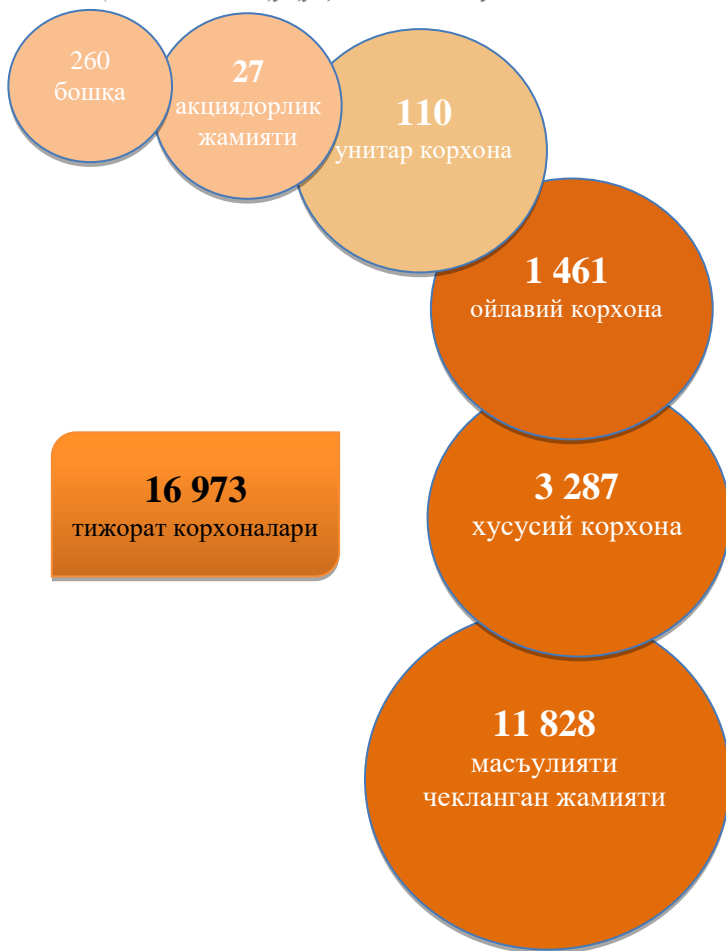 260
бошқа
27
акциядорлик
жамияти
110
унитар корхона
1 461
ойлавий корхона
16 973
тижорат корхоналари
3 287
хусусий корхона
11 828
масъулияти
чекланган жамияти